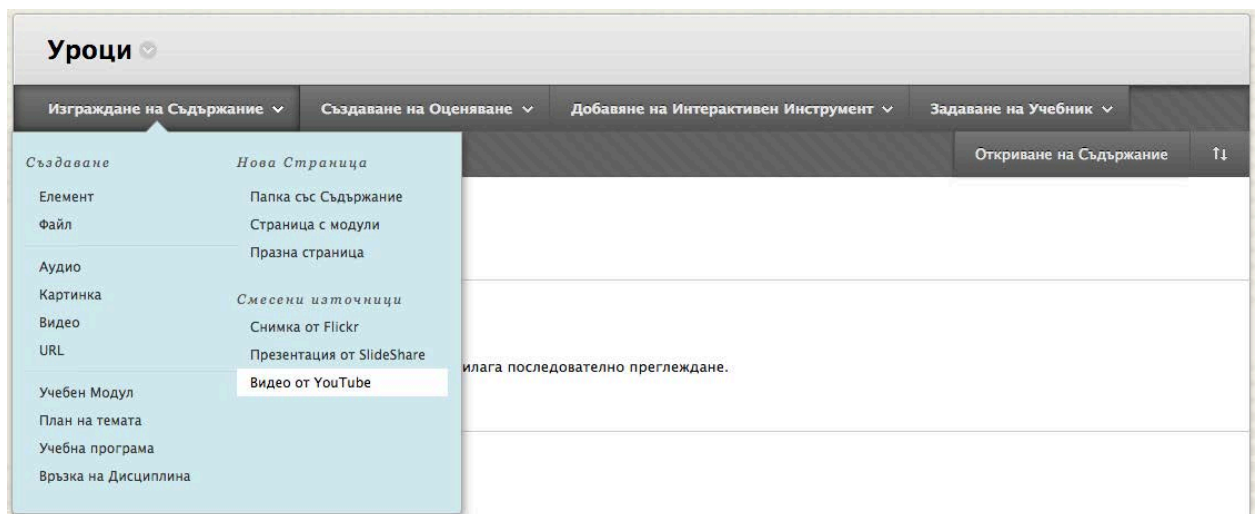 Уроци
Изграждане на Съдържание
Създаване на Оценяване
Добавяне на Интерактивен Инструмент
Задаване на Учебник
Откриване на Съдържание
Създаване
Елемент
Файл
Аудио
Картинка
Видео
URL
Учебен Модул
План на темата
Учебна програма
Връзка на Дисциплина
Нова Страница
Папка със Съдържание
Страница с модули
Празна страница
Смесени източници
Снимка от Flickr
Презентация от SlideShare
Видео от YouTube
илага последователно преглеждане.